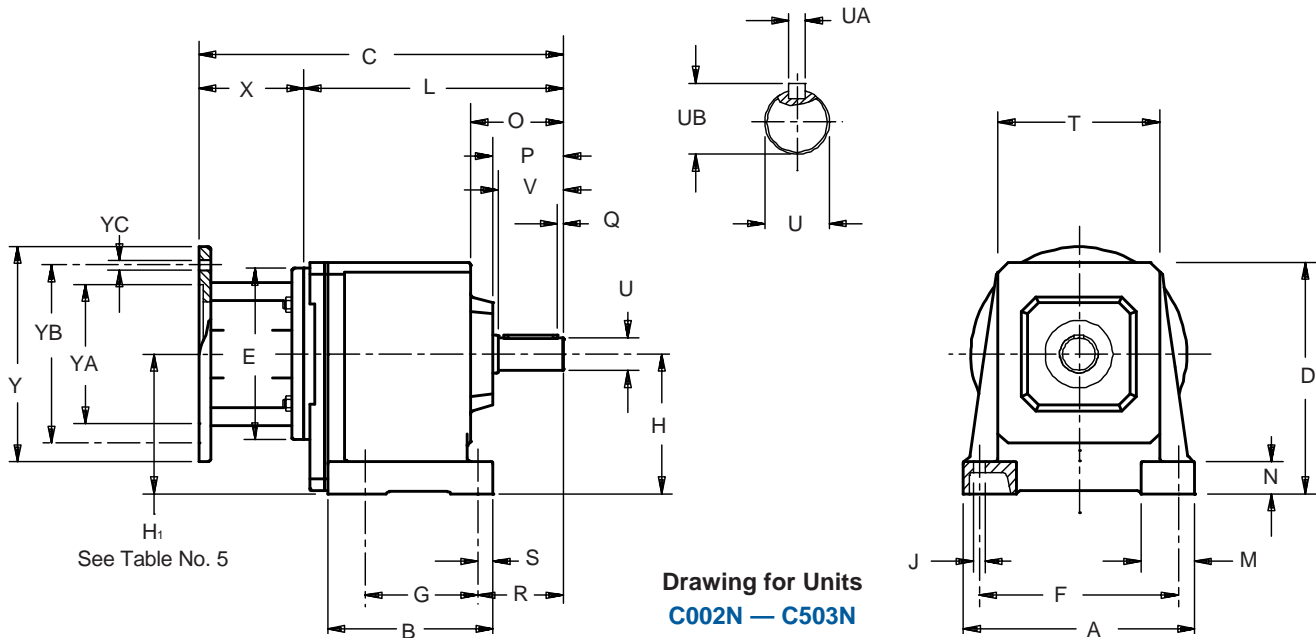 C
X
L
O
P
V
Q
UA
UB
U
T
YC
YB
YA
Y
E
U
H
D
N
H1
See Table No. 5
S
G
R
B
J
F
M
A
Drawing for Units
C002N — C503N